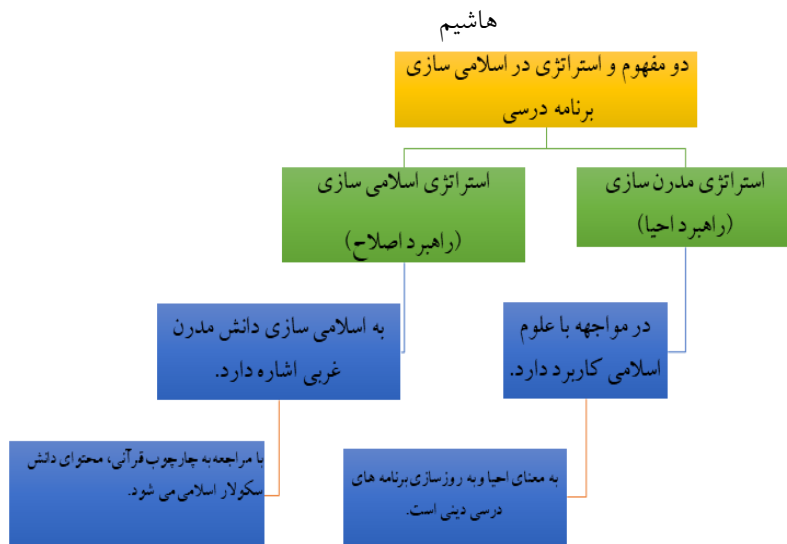 هاشیم
دو مفهوم و استراتژی در اسلامی سازی
برنامه درسی
استراتژی مدرن سازی
(راهبرد احیا)
استراتژی اسلامی سازی
(راهبرد اصلاح)
در مواجهه با علوم
اسلامی کاربرد دارد.
به اسلامی سازی دانش مدرن
غربی اشاره دارد.
به معنای احیا و به روزسازی برنامه های
درسی دینی است.
با مراجعه به چارچوب قرآنی، محتوای دانش
سکولار اسلامی می شود.